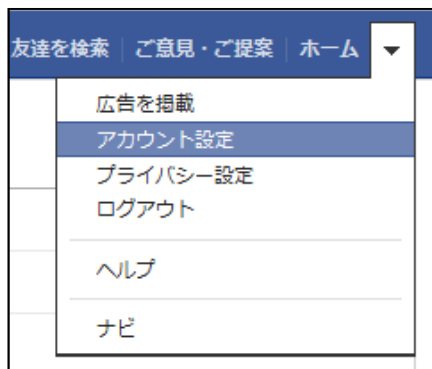 友達を検索 ご意見・ご提案 ホーム
広告を掲載
アカウント設定
プライバシー設定
ログアウト
ヘルプ
ナビ